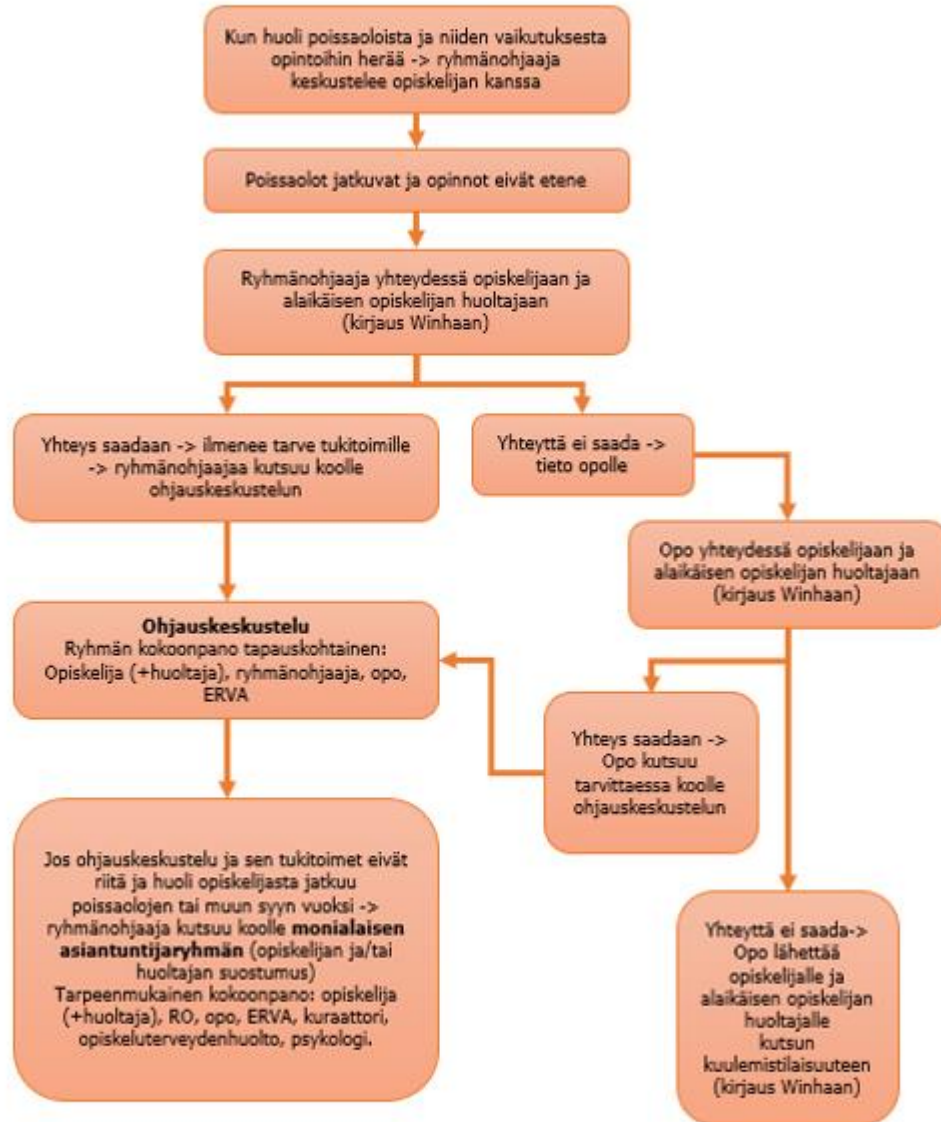 Kun huoli poissaoloista ja niiden vaikutuksesta
opintoihin herää -> ryhmänohjaaja
keskustelee opiskelijan kanssa
Poissaolot jatkuvat ja opinnot eivät etene
Ryhmänohjaaja yhteydessä opiskelijaan ja
alaikäisen opiskelijan huoltajaan
(kirjaus Winhaan)
Yhteys saadaan -> ilmenee tarve tukitoimille
-> ryhmänohjaajaa kutsuu koolle
ohjauskeskustelun
Yhteyttä ei saada ->
tieto opolle
Opo yhteydessä opiskelijaan ja
alaikäisen opiskelijan huoltajaan
(kirjaus Winhaan)
Ohjauskeskustelu
Ryhmän kokoonpano tapauskohtainen:
Opiskelija (+huoltaja), ryhmänohjaaja, opo,
ERVA
Yhteys saadaan ->
Opo kutsuu
tarvittaessa koolle
ohjauskeskustelun
Jos ohjauskeskustelu ja sen tukitoimet eivät
riitä ja huoli opiskelijasta jatkuu
poissaolojen tai muun syyn vuoksi ->
ryhmänohjaaja kutsuu koolle monialaisen
asiantuntijaryhmän (opiskelijan ja/tai
huoltajan suostumus)
Tarpeenmukainen kokoonpano: opiskelija
(+huoltaja), RO, opo, ERVA, kuraattori,
opiskeluterveydenhuolto, psykologi.
Yhteyttä ei saada->
Opo lähettää
opiskelijalle ja
alaikäisen opiskelijan
huoltajalle
kutsun
kuulemistilaisuuteen
(kirjaus Winhaan)